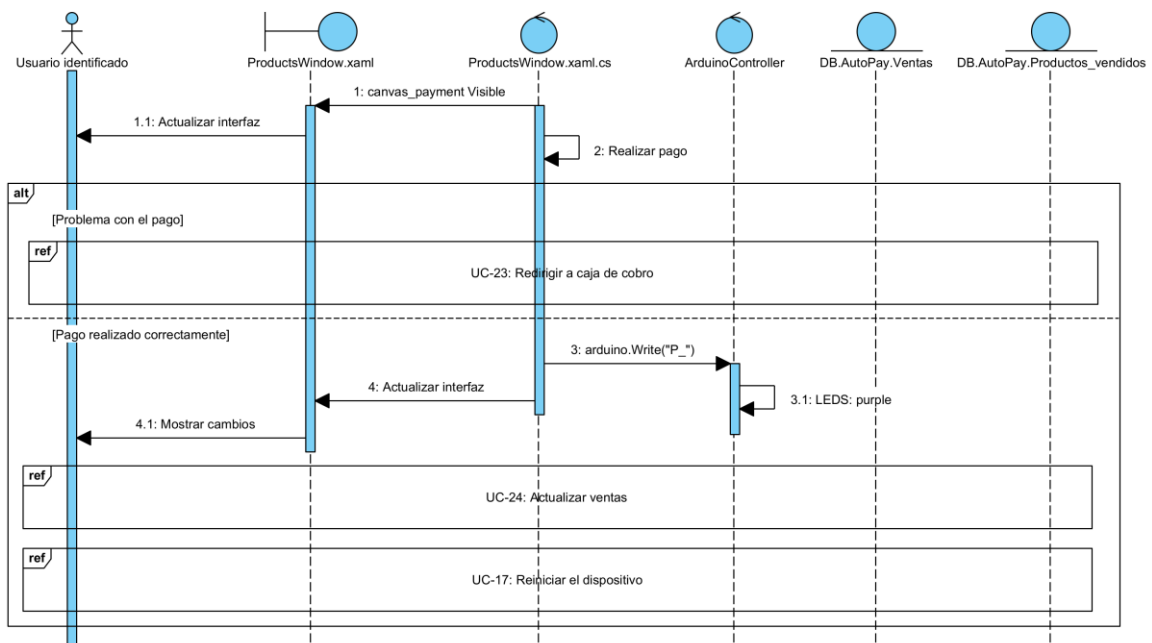 Usuario identificado
ProductsWindow.xaml
ProductsWindow.xaml.cs
ArduinoController
DB.AutoPay.Ventas
DB.AutoPay.Productos_vendidos
1: canvas_payment Visible
1.1: Actualizar interfaz
2: Realizar pago
alt
[Problema con el pago]
ref
UC-23: Redirigir a caja de cobro
[Pago realizado correctamente]
3: arduino.Write("P_")
4: Actualizar interfaz
3.1: LEDS: purple
4.1: Mostrar cambios
ref
UC-24: Actualizar ventas
ref
UC-17: Reiniciar el dispositivo